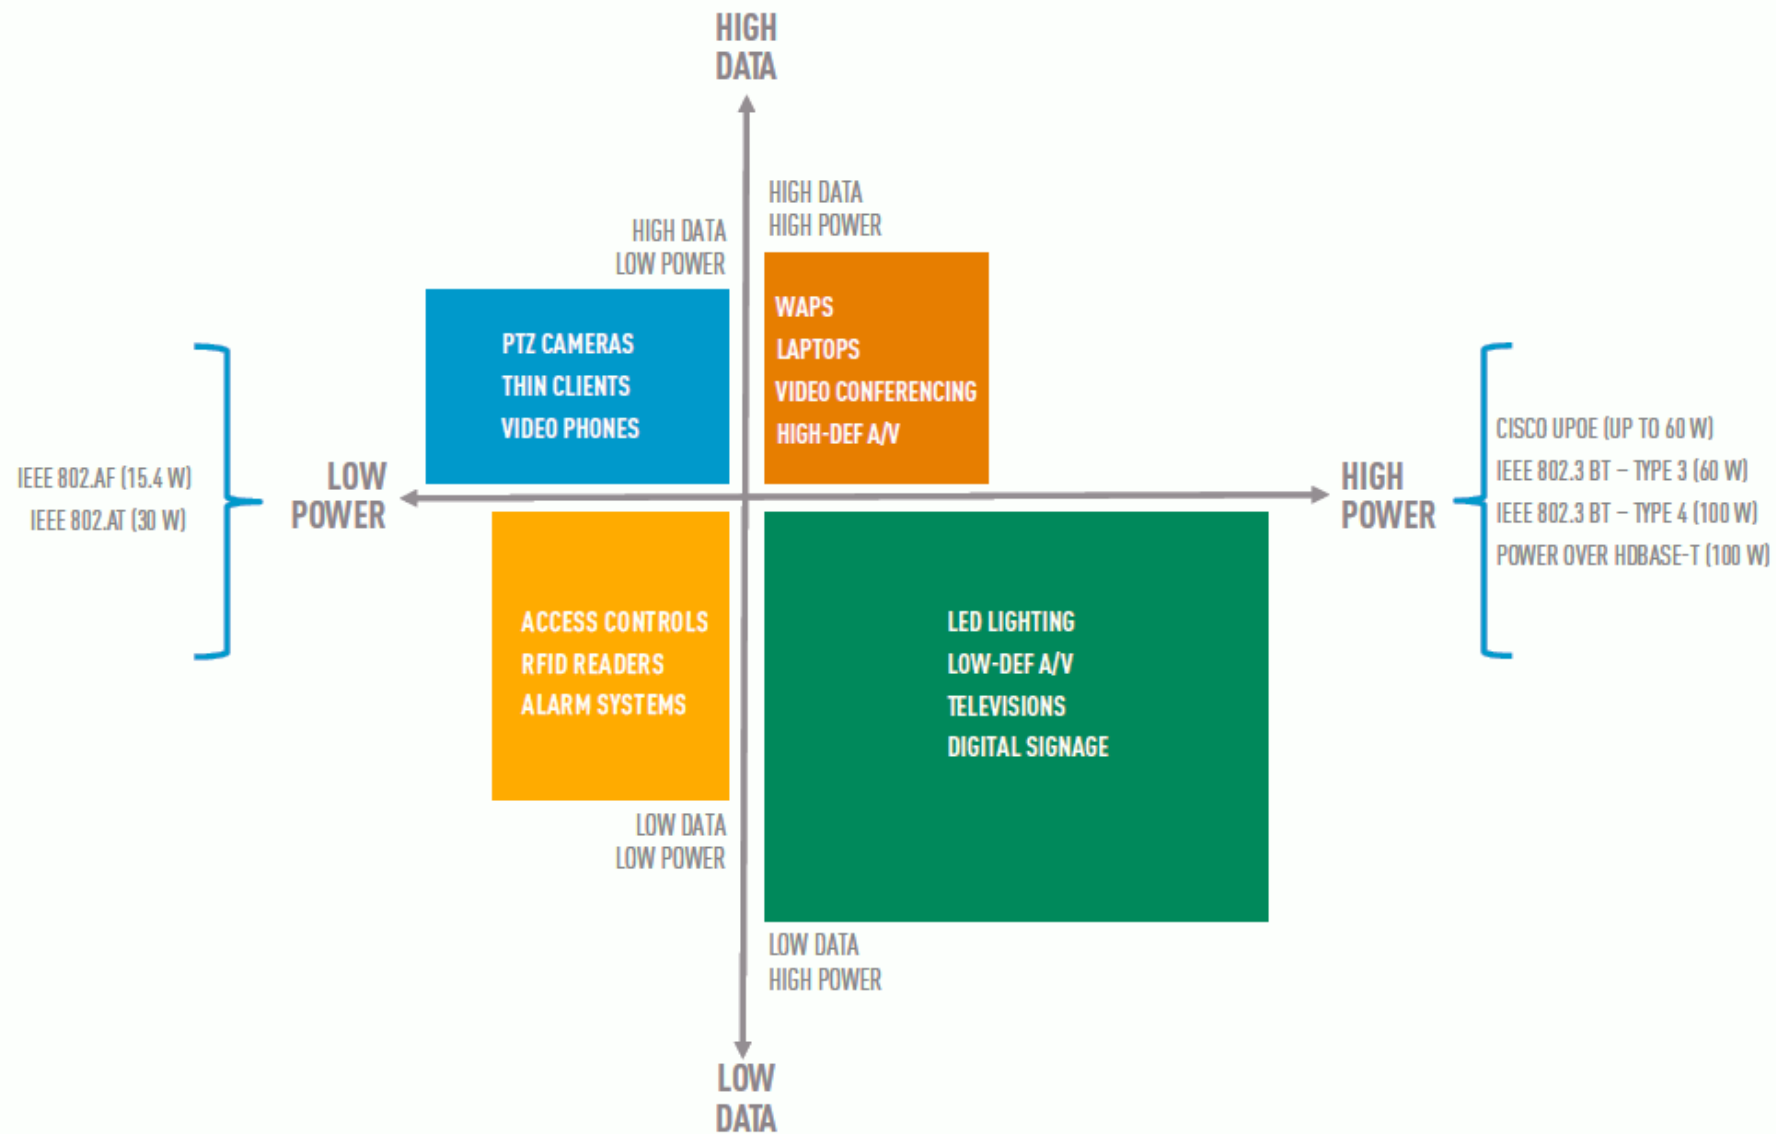 HIGH
DATA
HIGH DATA
HIGH POWER
HIGH DATA
LOW POWER
WAPS
LAPTOPS
VIDEO CONFERENCING
HIGH-DEF A/V
PTZ CAMERAS
THIN CLIENTS
VIDEO PHONES
IEEE 802.AF (15.4 W)
IEEE 802.AT (30 W)
LOW
POWER
HIGH
POWER
CISCO UPOE (UP TO 60 W)
IEEE 802.3 BT – TYPE 3 (60 W)
IEEE 802.3 BT – TYPE 4 (100 W)
POWER OVER HDBASE-T (100 W)
ACCESS CONTROLS
RFID READERS
ALARM SYSTEMS
LED LIGHTING
LOW-DEF A/V
TELEVISIONS
DIGITAL SIGNAGE
LOW DATA
LOW POWER
LOW DATA
HIGH POWER
LOW
DATA